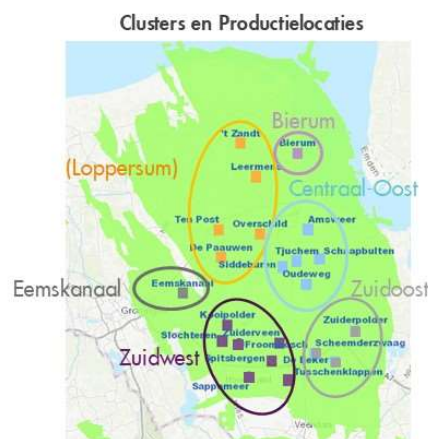 Clusters en Productielocaties
't Zandt
Bierum
Bierum
(Loppersum)
Leermens
Centraal-Oost
Ten Post
Overschild
Amsweer
De Paauwen
Tjuchem
Schaapbulten
Siddeburen
Oudeweg
Eemskanaal
Eemskanaal
Zuidoost
Kooipolder
Zuiderpolder
Slochteren
Zuiderveen
Scheemderzwaag
Zuidwest
Spitsbergen
De Eeker
Tusschenklappen
Sappemeer